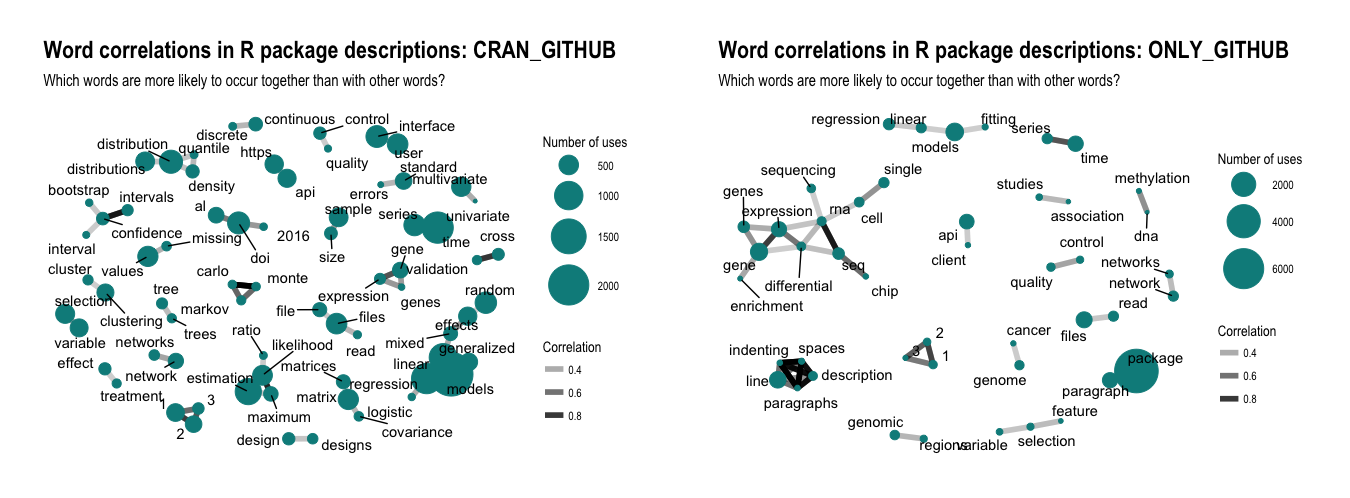 Word correlations in R package descriptions: CRAN_GITHUB
Which words are more likely to occur together than with other words?
continuous
control
interface
discrete
distribution
quantile
https
user
standard
distributions
quality
multivariate
density
api
errors
bootstrap
intervals
al
sample
series
univariate
confidence
missing
2016
time
cross
interval
values
doi
size
gene
validation
cluster
carlo
monte
expression
genes
random
selection
tree
markov
file
files
effects
clustering
trees
ratio
mixed
generalized
variable
networks
likelihood
read
effect
matrices
linear
network
estimation
regression
models
treatment
matrix
1
3
maximum
logistic
2
covariance
design
designs
Number of uses
500
1000
1500
2000
Correlation
0.4
0.6
0.8
Word correlations in R package descriptions: ONLY_GITHUB
Which words are more likely to occur together than with other words?
regression
linear
fitting
series
models
time
sequencing
single
studies
methylation
genes
expression
rna
cell
association
dna
api
control
client
networks
gene
seq
quality
network
differential
enrichment
chip
read
files
2
cancer
3
1
indenting
spaces
package
line
description
genome
paragraph
paragraphs
feature
genomic
regions
variable
selection
Number of uses
2000
4000
6000
Correlation
0.4
0.6
0.8